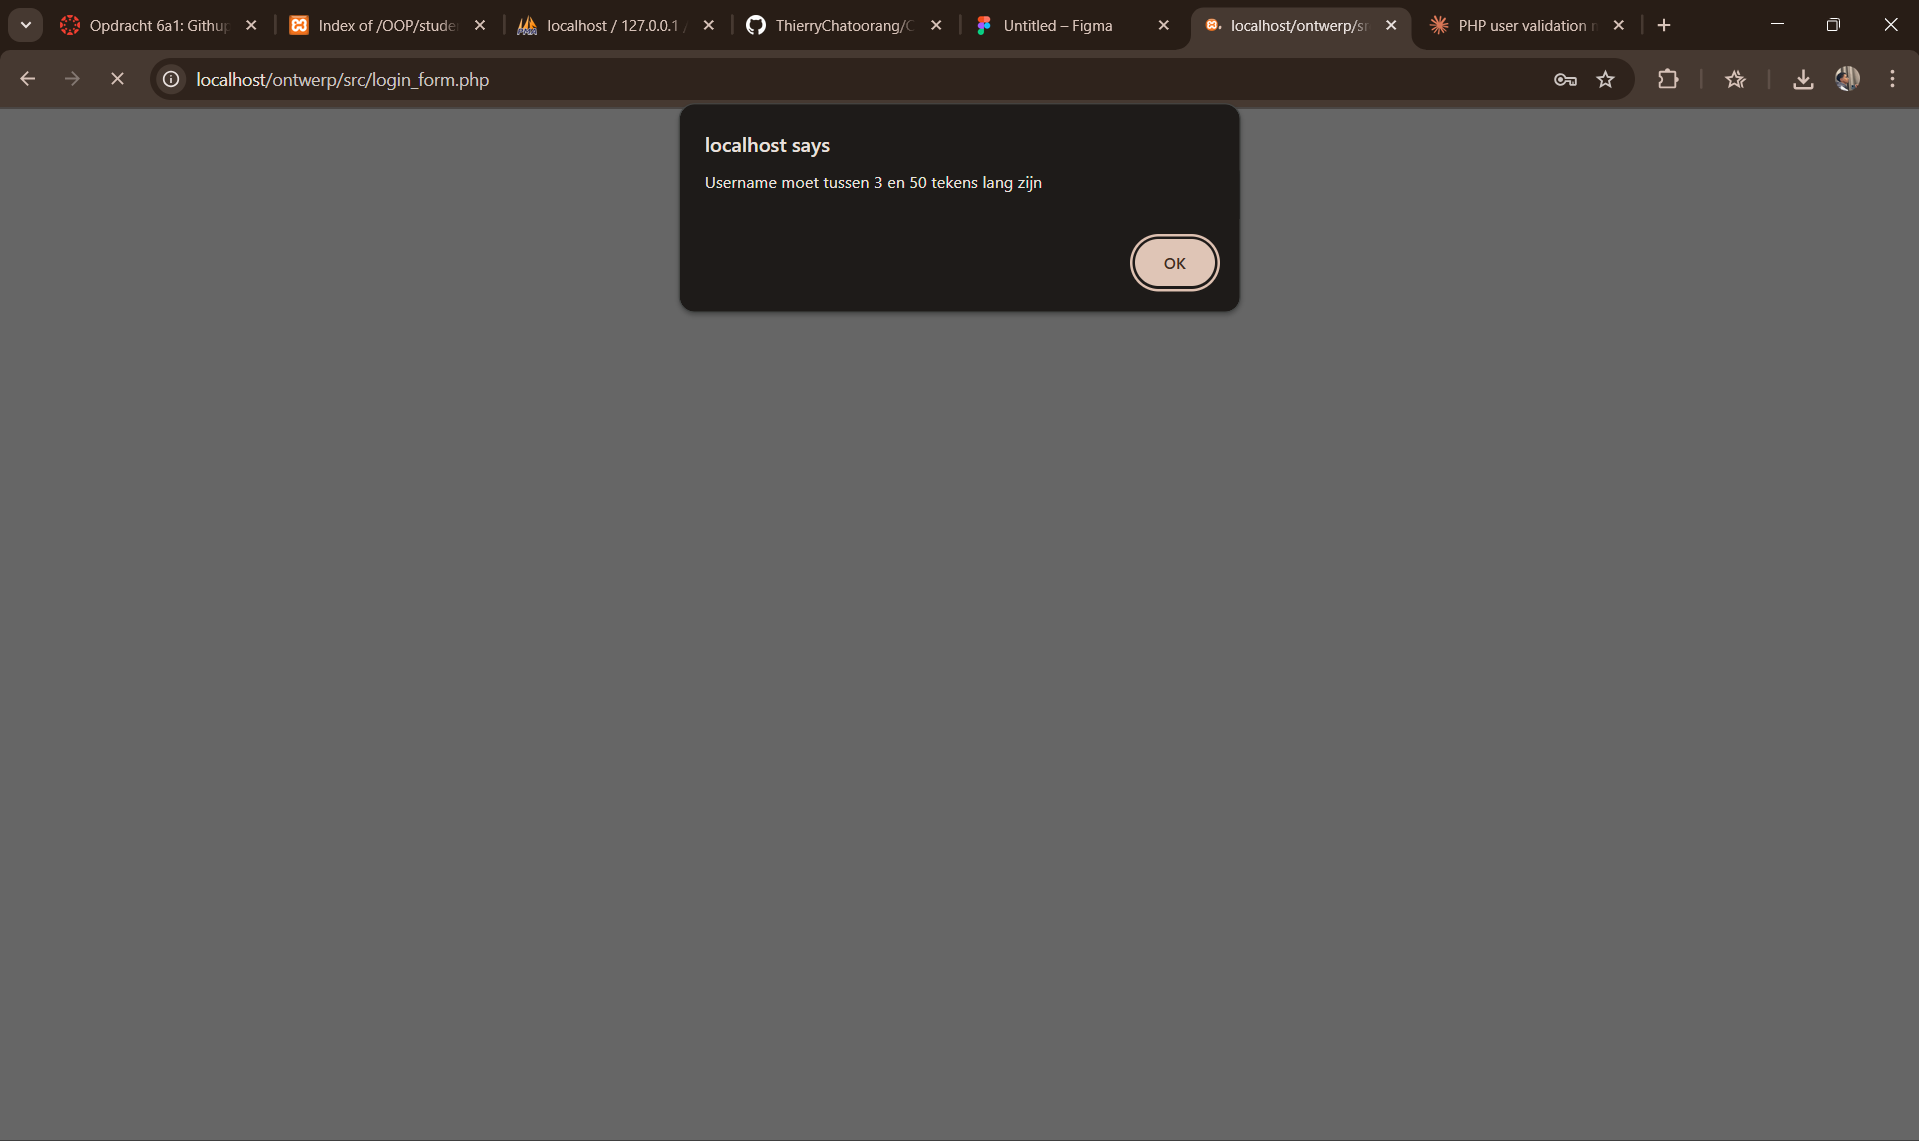 Opdracht 6a1: Githup
Index of /OOP/stude
localhost / 127.0.0.1 /
ThierryChatoorang/C
Untitled – Figma
localhost/ontwerp/sr
PHP user validation n
localhost/ontwerp/src/login_form.php
localhost says
Username moet tussen 3 en 50 tekens lang zijn
OK